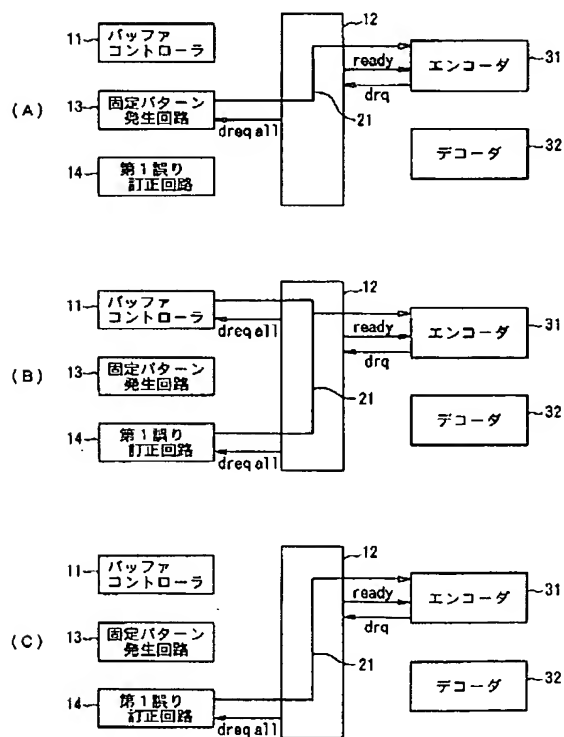 (A)
12
11
バッファ
コントローラ
ready
エンコーダ
31
drq
13
固定パターン
発生回路
dreq all
21
14
第1誤り
訂正回路
デコーダ
32
(B)
12
11
バッファ
コントローラ
dreq all
ready
エンコーダ
31
drq
13
固定パターン
発生回路
21
14
第1誤り
訂正回路
dreq all
デコーダ
32
(C)
12
11
バッファ
コントローラ
ready
エンコーダ
31
drq
13
固定パターン
発生回路
21
14
第1誤り
訂正回路
dreq all
デコーダ
32